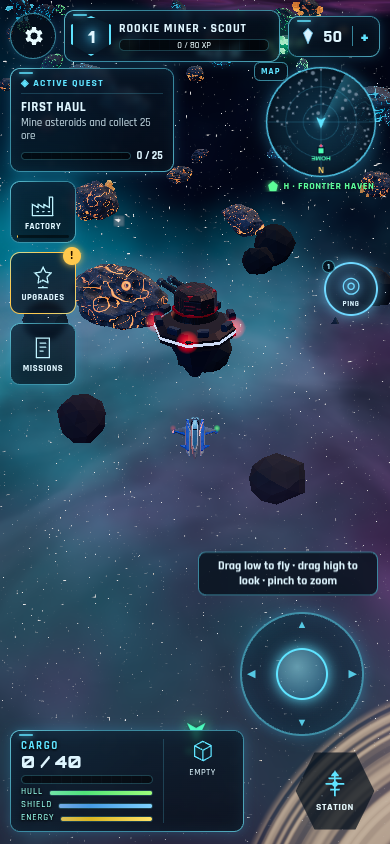 1
ROOKIE MINER · SCOUT
0 / 80 XP
50
+
ACTIVE QUEST
FIRST HAUL
Mine asteroids and collect 25
ore
0 / 25
MAP
HOME
N
H · FRONTIER HAVEN
FACTORY
!
UPGRADES
MISSIONS
1
PING
Drag low to fly · drag high to
look · pinch to zoom
CARGO
0 / 40
HULL
SHIELD
ENERGY
EMPTY
STATION